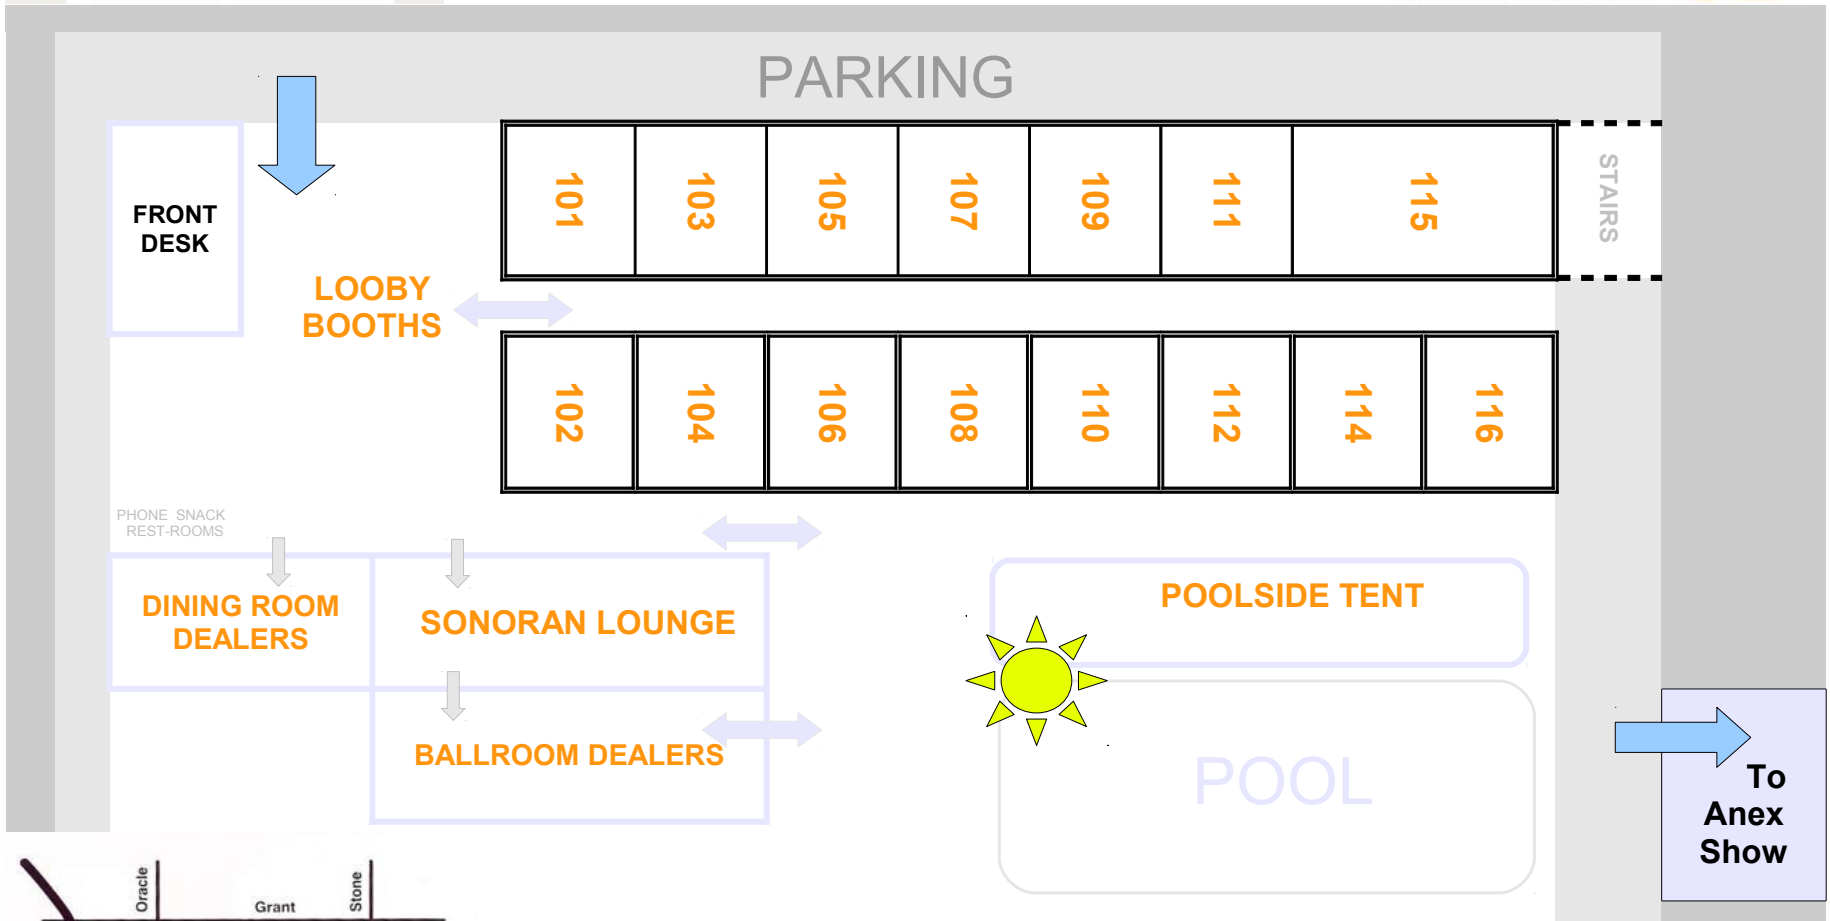 PARKING
FRONT
DESK
101
103
105
107
109
111
115
STAIRS
LOOBY
BOOTHS
102
104
106
108
110
112
114
116
PHONE SNACK
REST-ROOMS
DINING ROOM
DEALERS
SONORAN LOUNGE
POOLSIDE TENT
BALLROOM DEALERS
POOL
To
Anex
Show
Oracle
Grant
Stone